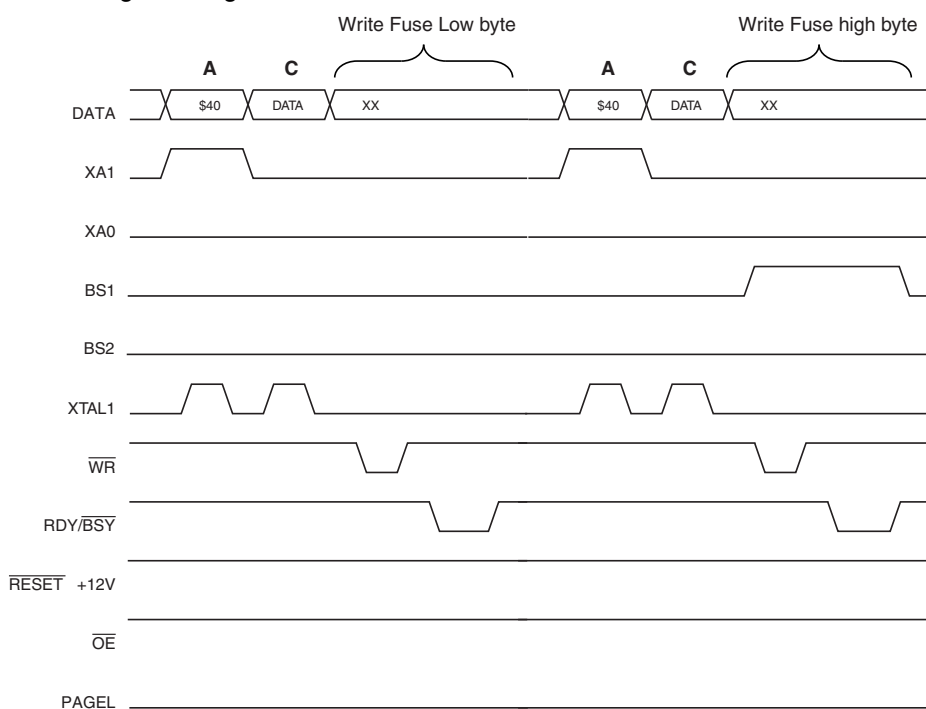 Write Fuse Low byte Write Fuse high byte
A C A C
DATA $40 DATA XX $40 DATA XX
XA1
XA0
BS1
BS2
XTAL1
WR
RDY/BSY
RESET +12V
OE
PAGEL